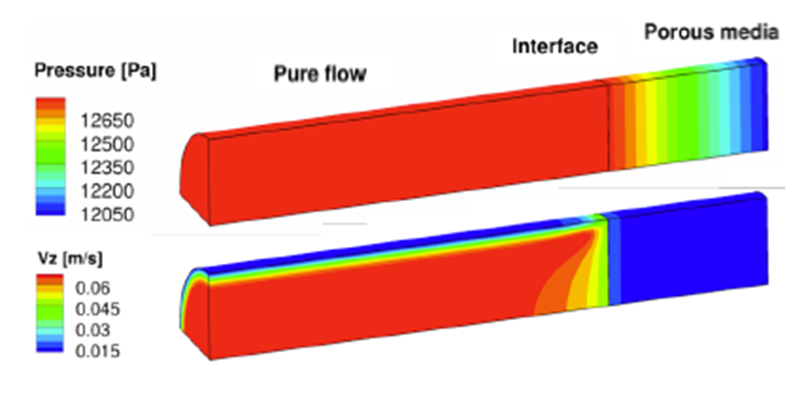 Porous media
Interface
Pure flow
Pressure [Pa]
12650
12500
12350
12200
12050
Vz [m/s]
0.06
0.045
0.03
0.015